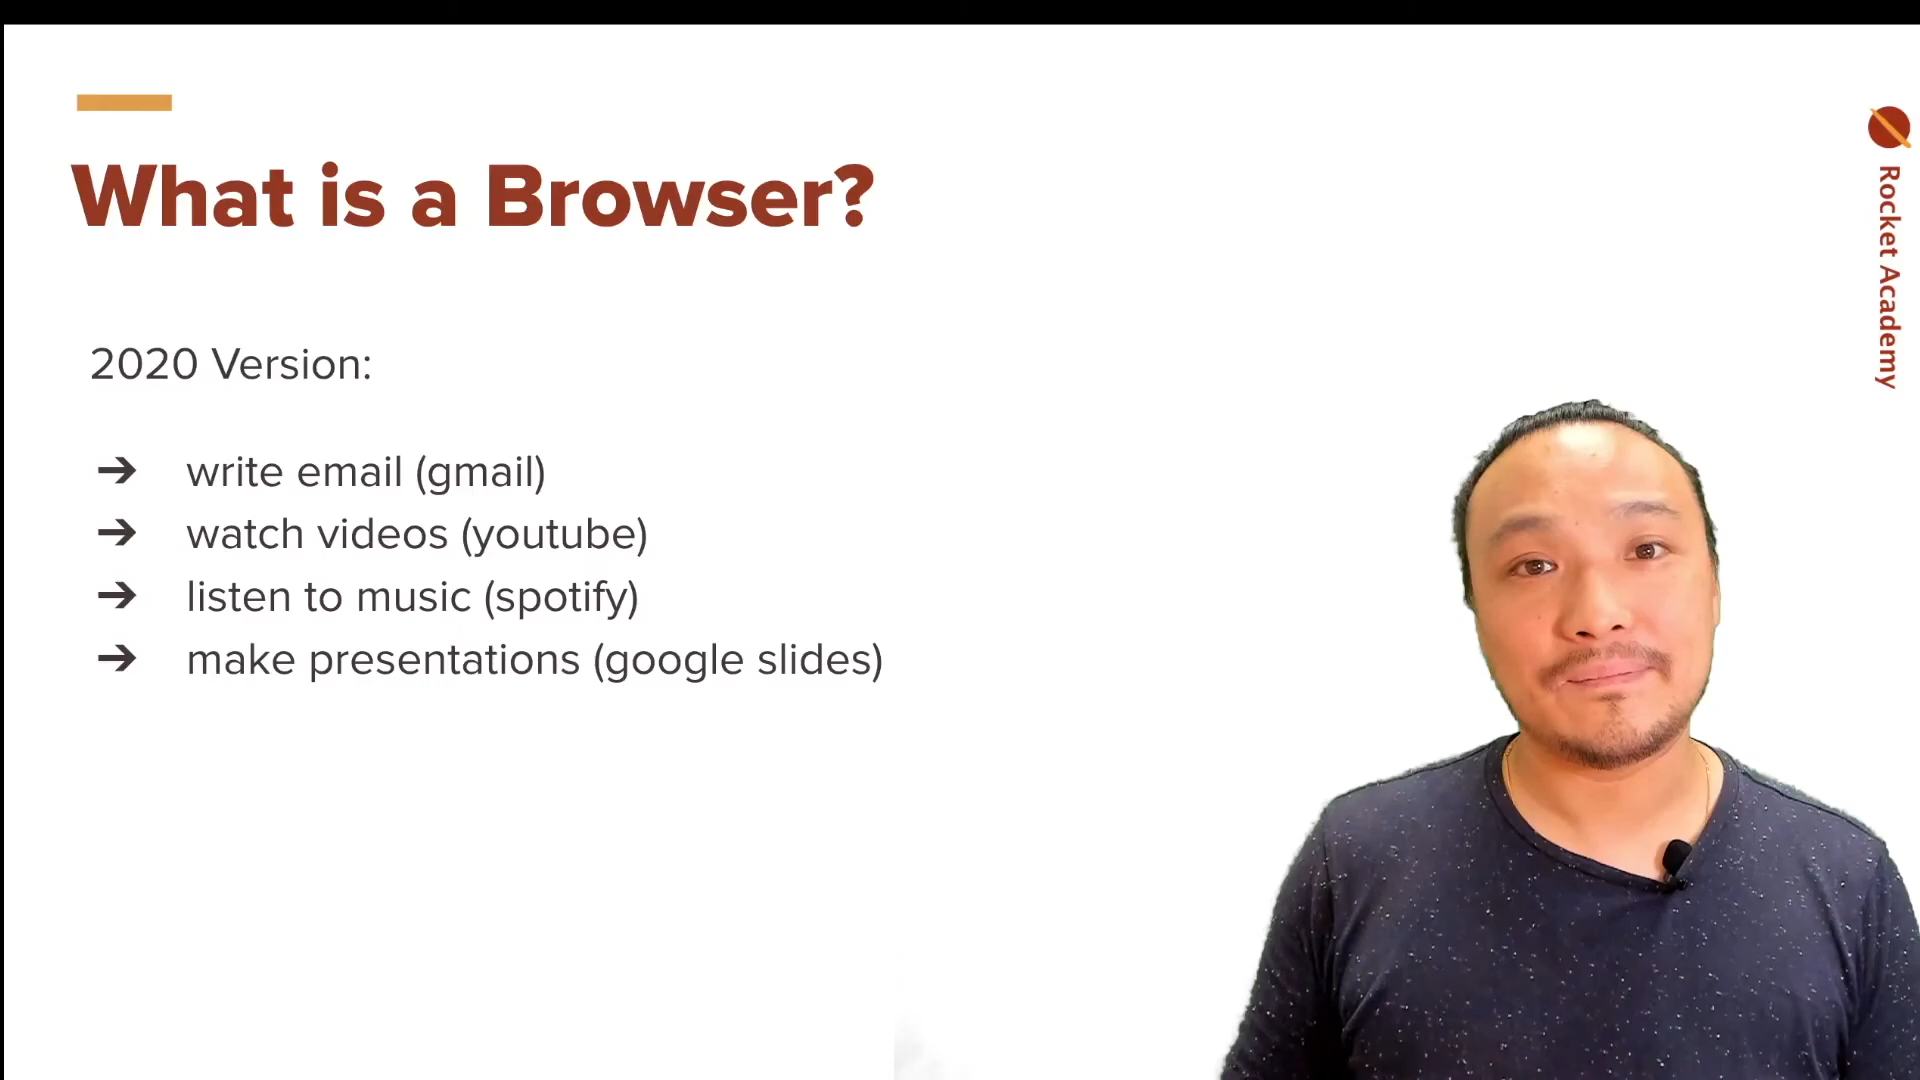 What is a Browser?
2020 Version:
➔ write email (gmail)
➔ watch videos (youtube)
➔ listen to music (spotify)
➔ make presentations (google slides)
Rocket Academy